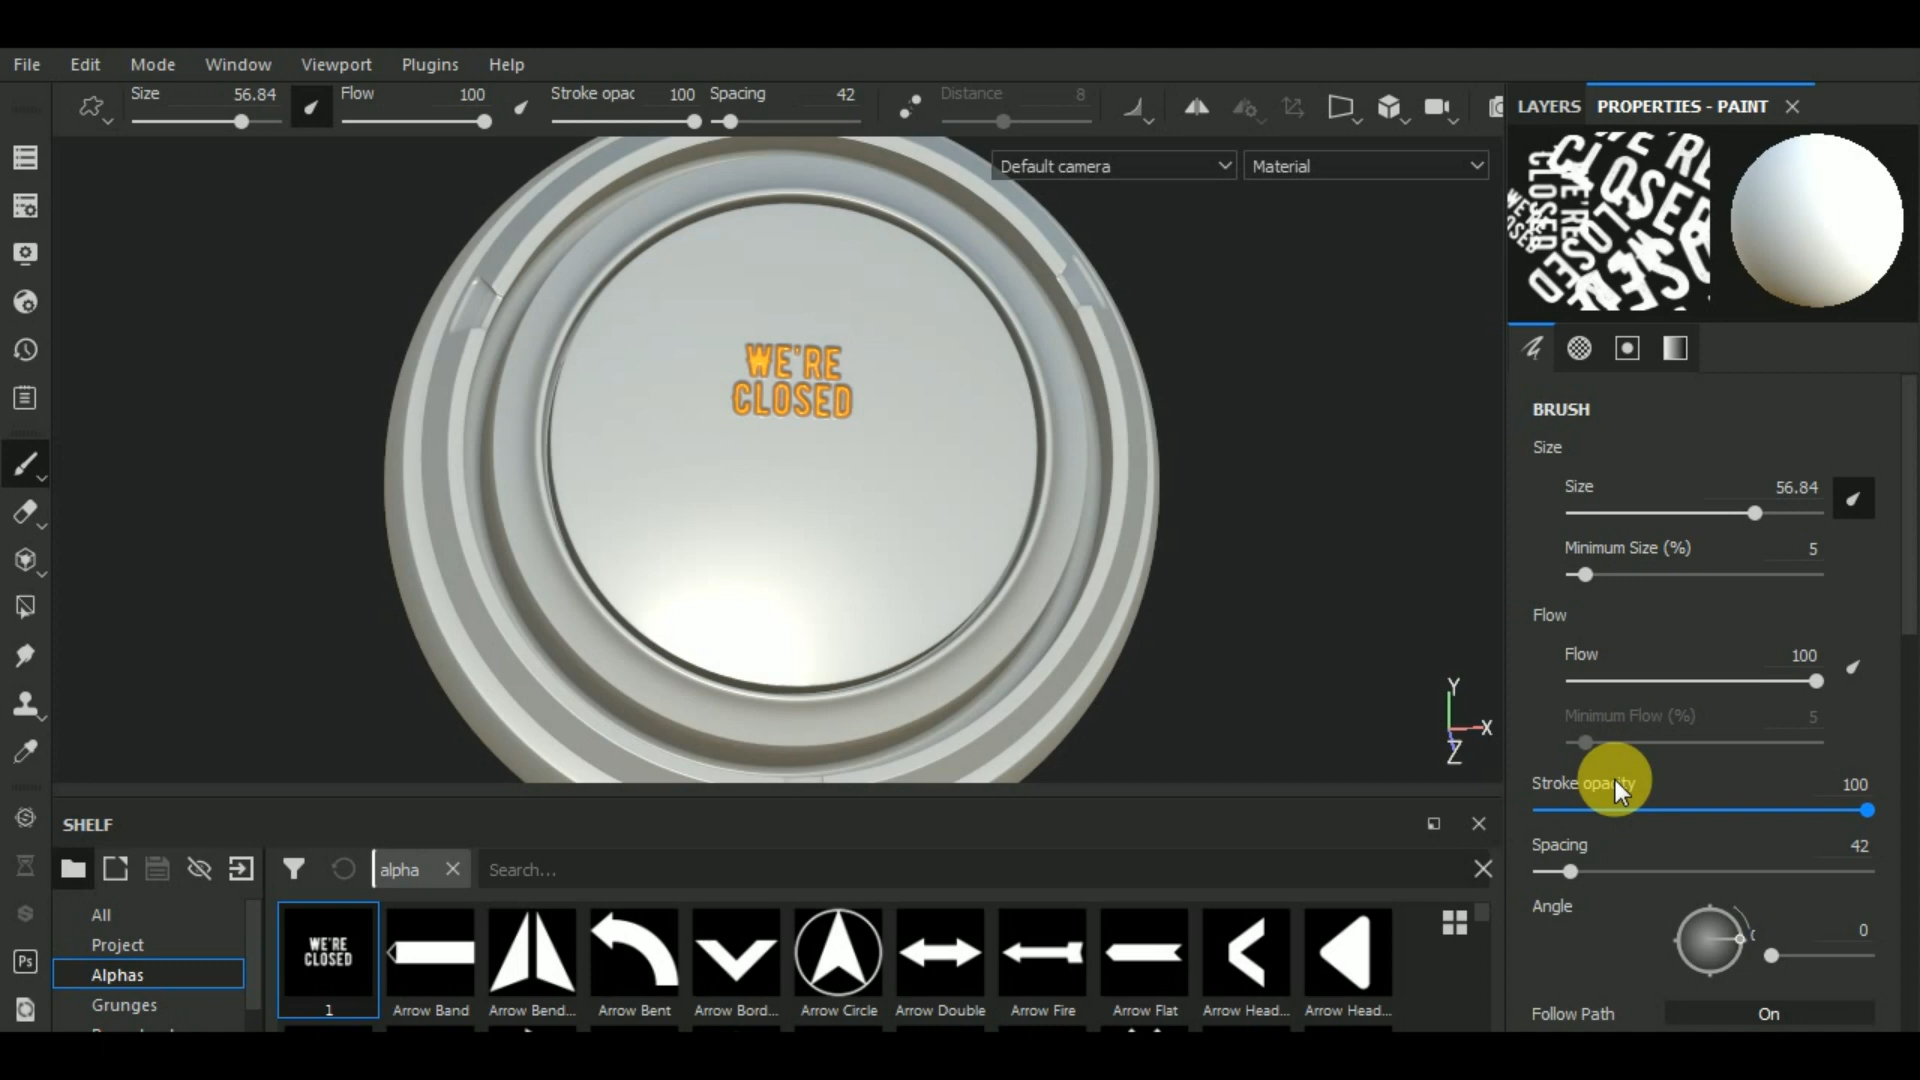 File Edit Mode Window Viewport Plugins Help
Size 56.84 Flow 100 Stroke opac 100 Spacing 42 Distance 8
LAYERS PROPERTIES - PAINT
Default camera Material
WE'RE
CLOSED
BRUSH
Size
Size 56.84
Minimum Size (%) 5
Flow
Flow 100
Minimum Flow (%) 5
Stroke opacity 100
Spacing 42
Angle 0
Follow Path On
Y
X
Z
SHELF
alpha Search...
All
Project
Alphas
Grunges
Ps
WE'RE
CLOSED
1 Arrow Band Arrow Bend... Arrow Bent Arrow Bord... Arrow Circle Arrow Double Arrow Fire Arrow Flat Arrow Head... Arrow Head...